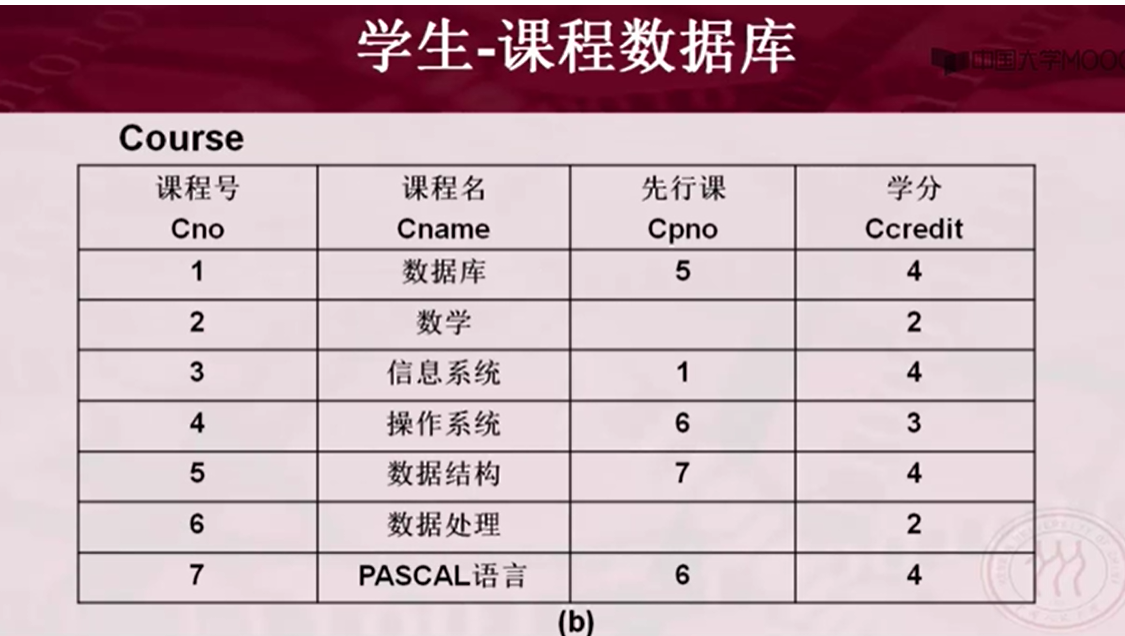 学生-课程数据库
中国大学MOOC
Course
课程号 课程名 先行课 学分
Cno Cname Cpno Ccredit
1 数据库 5 4
2 数学 2
3 信息系统 1 4
4 操作系统 6 3
5 数据结构 7 4
6 数据处理 2
7 PASCAL语言 6 4
(b)